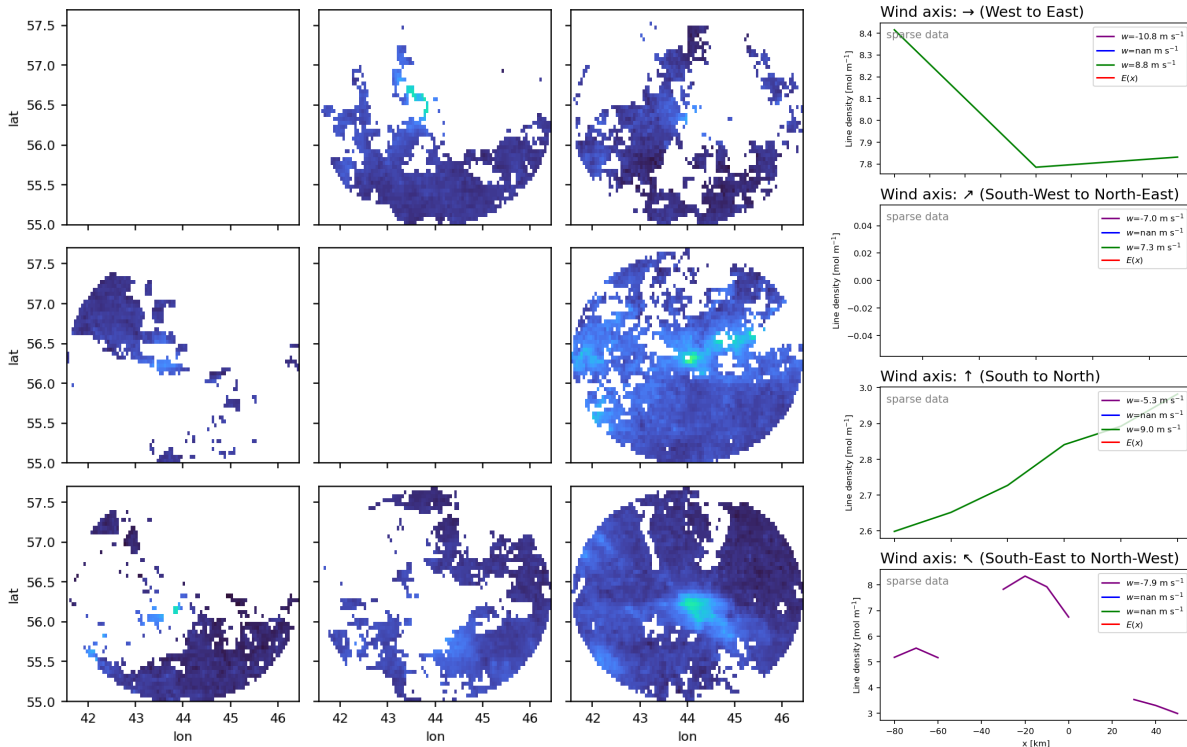 57.7
57.0
56.5
56.0
55.5
55.0
lat
57.7
57.0
56.5
56.0
55.0
lat
57.7
57.0
56.5
56.0
55.5
55.0
lat
42 43 44 45 46
lon
42 43 44 45 46
lon
42 43 44 45 46
lon
Wind axis: → (West to East)
sparse data
w=-10.8 m s⁻¹
w=nan m s⁻¹
w=8.8 m s⁻¹
E(x)
8.4
8.3
8.2
8.1
8.0
7.9
7.8
Line density [mol m⁻¹]
Wind axis: ↗ (South-West to North-East)
sparse data
w=-7.0 m s⁻¹
w=nan m s⁻¹
w=7.3 m s⁻¹
E(x)
0.04
0.02
0.00
−0.02
−0.04
Line density [mol m⁻¹]
Wind axis: ↑ (South to North)
sparse data
w=-5.3 m s⁻¹
w=nan m s⁻¹
w=9.0 m s⁻¹
E(x)
3.0
2.9
2.8
2.7
2.6
Line density [mol m⁻¹]
Wind axis: ↖ (South-East to North-West)
sparse data
w=-7.9 m s⁻¹
w=nan m s⁻¹
w=nan m s⁻¹
E(x)
8
7
6
5
4
3
Line density [mol m⁻¹]
−80 −60 −40 −20 0 20 40
x [km]